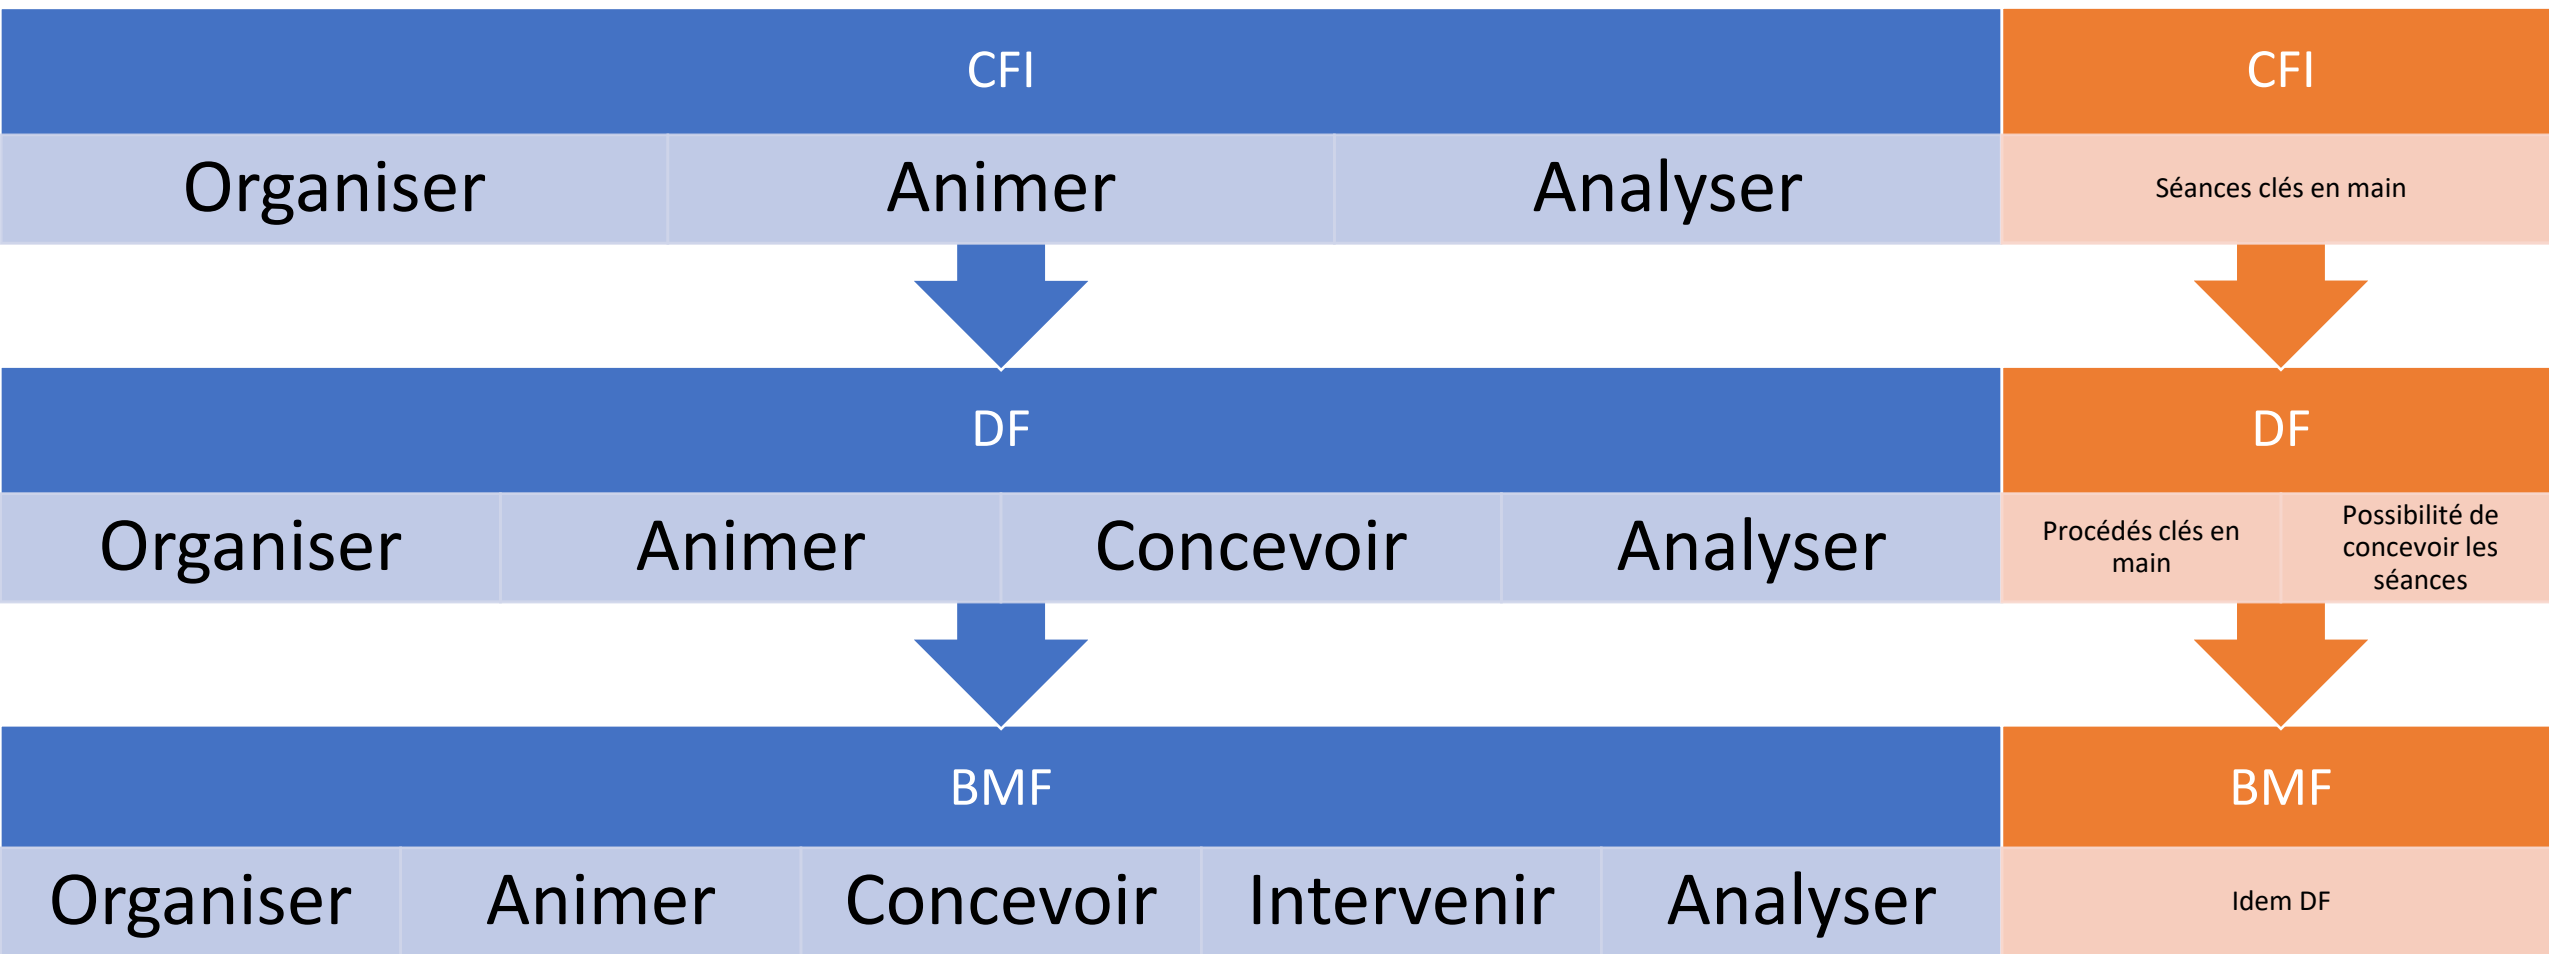 CFI
CFI
Organiser
Animer
Analyser
Séances clés en main
DF
DF
Organiser
Animer
Concevoir
Analyser
Procédés clés en
main
Possibilité de
concevoir les
séances
BMF
BMF
Organiser
Animer
Concevoir
Intervenir
Analyser
Idem DF